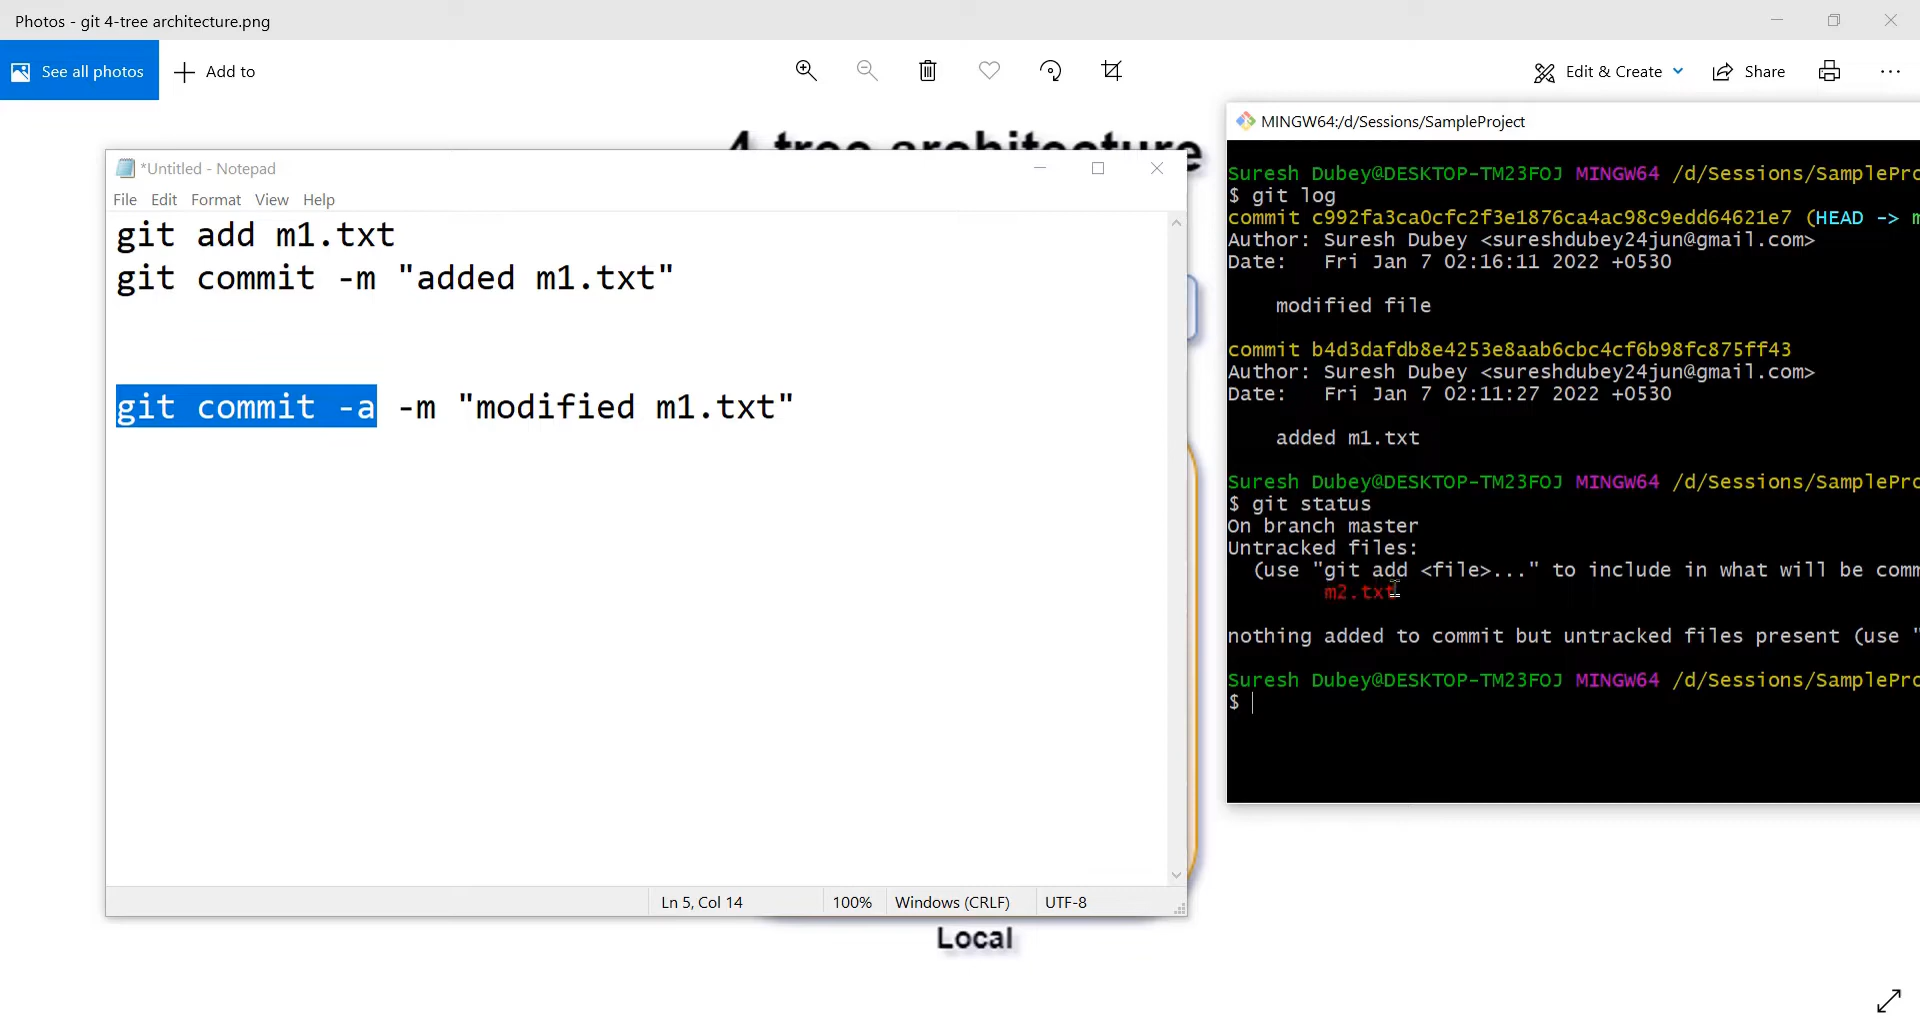 Photos - git 4-tree architecture.png
See all photos
Add to
Edit & Create
Share
4-tree architecture
*Untitled - Notepad
File Edit Format View Help
git add m1.txt
git commit -m "added m1.txt"
git commit -a -m "modified m1.txt"
Ln 5, Col 14
100%
Windows (CRLF)
UTF-8
Local
MINGW64:/d/Sessions/SampleProject
Suresh Dubey@DESKTOP-TM23FOJ MINGW64 /d/Sessions/SamplePro
$ git log
commit c992fa3ca0cfc2f3e1876ca4ac98c9edd64621e7 (HEAD -> m
Author: Suresh Dubey <sureshdubey24jun@gmail.com>
Date: Fri Jan 7 02:16:11 2022 +0530
modified file
commit b4d3dafdb8e4253e8aab6cbc4cf6b98fc875ff43
Author: Suresh Dubey <sureshdubey24jun@gmail.com>
Date: Fri Jan 7 02:11:27 2022 +0530
added m1.txt
Suresh Dubey@DESKTOP-TM23FOJ MINGW64 /d/Sessions/SamplePro
$ git status
On branch master
Untracked files:
(use "git add <file>..." to include in what will be comm
m2.txt
nothing added to commit but untracked files present (use "
Suresh Dubey@DESKTOP-TM23FOJ MINGW64 /d/Sessions/SamplePro
$